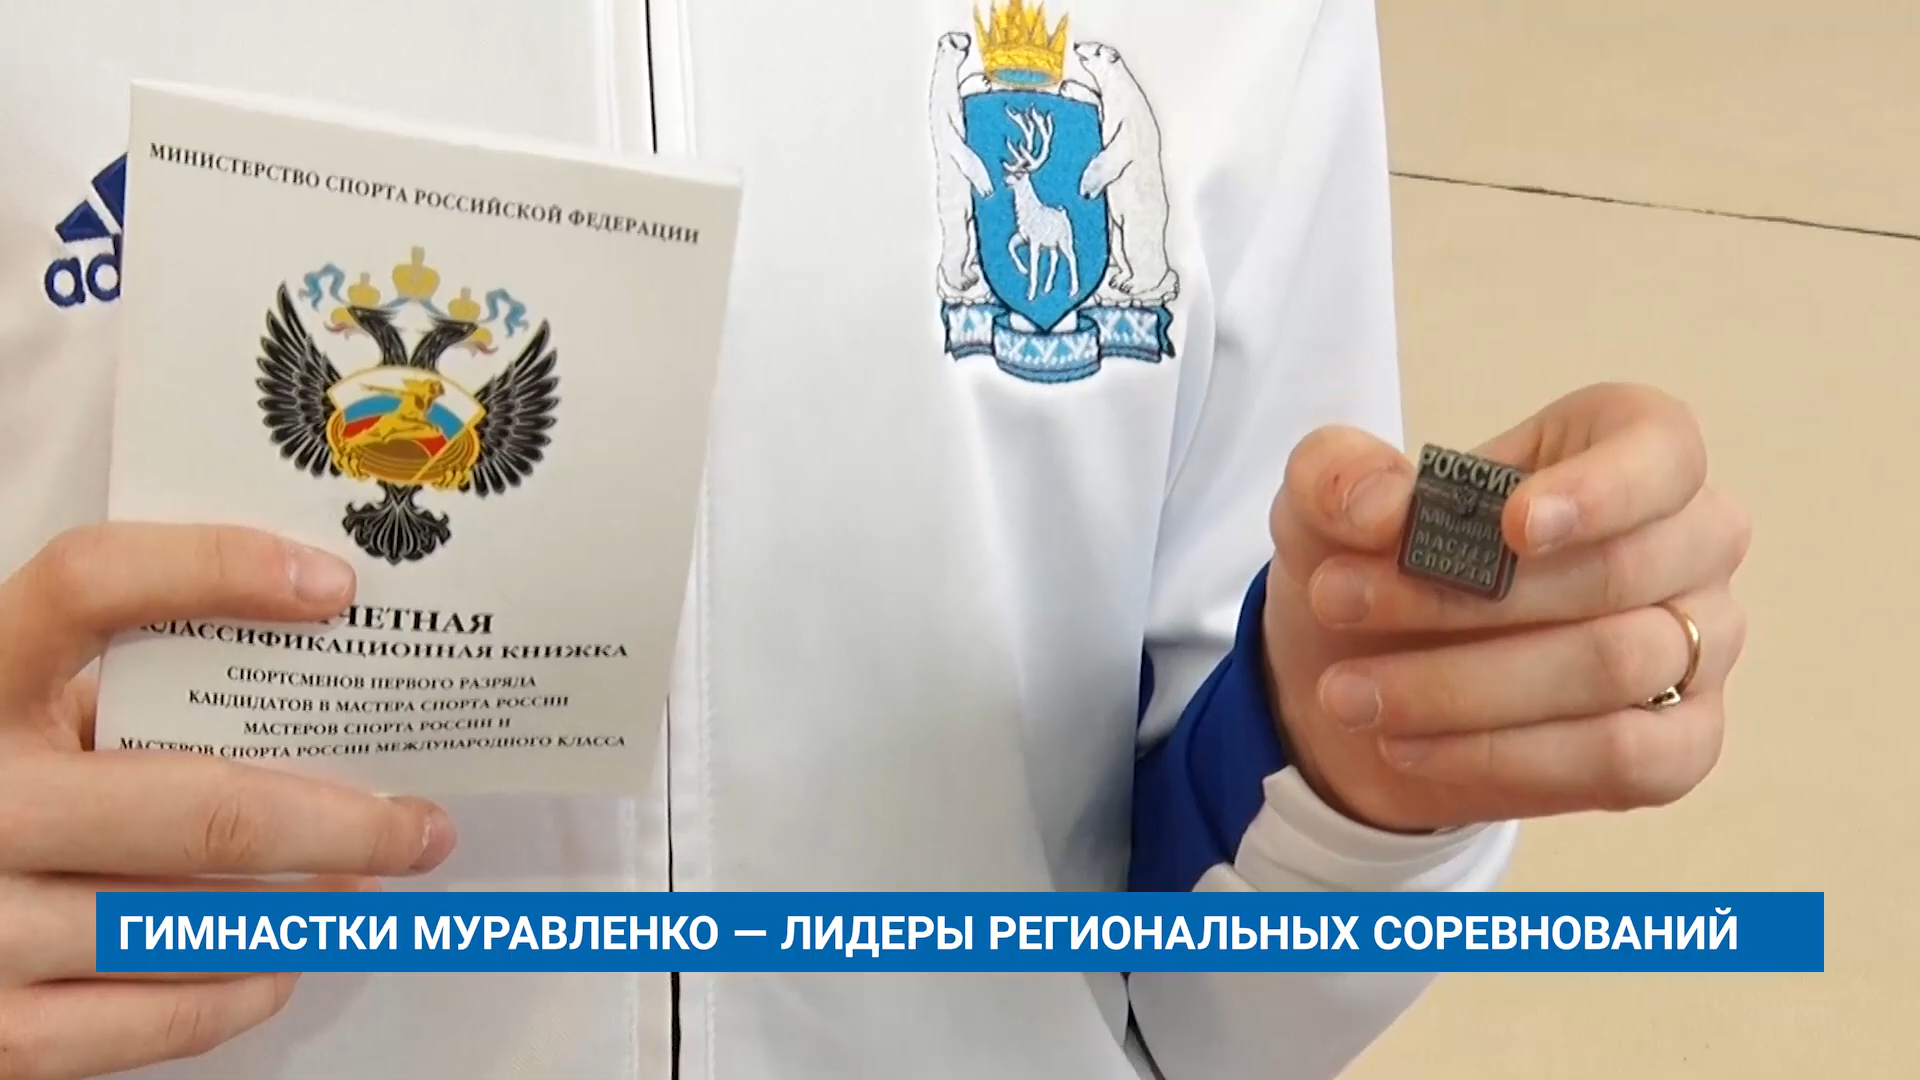 МИНИСТЕРСТВО СПОРТА РОССИЙСКОЙ ФЕДЕРАЦИИ
ad
ЧЕТНАЯ
КЛАССИФИКАЦИОННАЯ КНИЖКА
СПОРТСМЕНОВ ПЕРВОГО РАЗРЯДА
КАНДИДАТОВ В МАСТЕРА СПОРТА РОССИИ
МАСТЕРОВ СПОРТА РОССИИ И
МАСТЕРОВ СПОРТА РОССИИ МЕЖДУНАРОДНОГО КЛАССА
РОССИЯ
КАНДИДАТ
МАСТЕР
СПОРТА
ГИМНАСТКИ МУРАВЛЕНКО — ЛИДЕРЫ РЕГИОНАЛЬНЫХ СОРЕВНОВАНИЙ